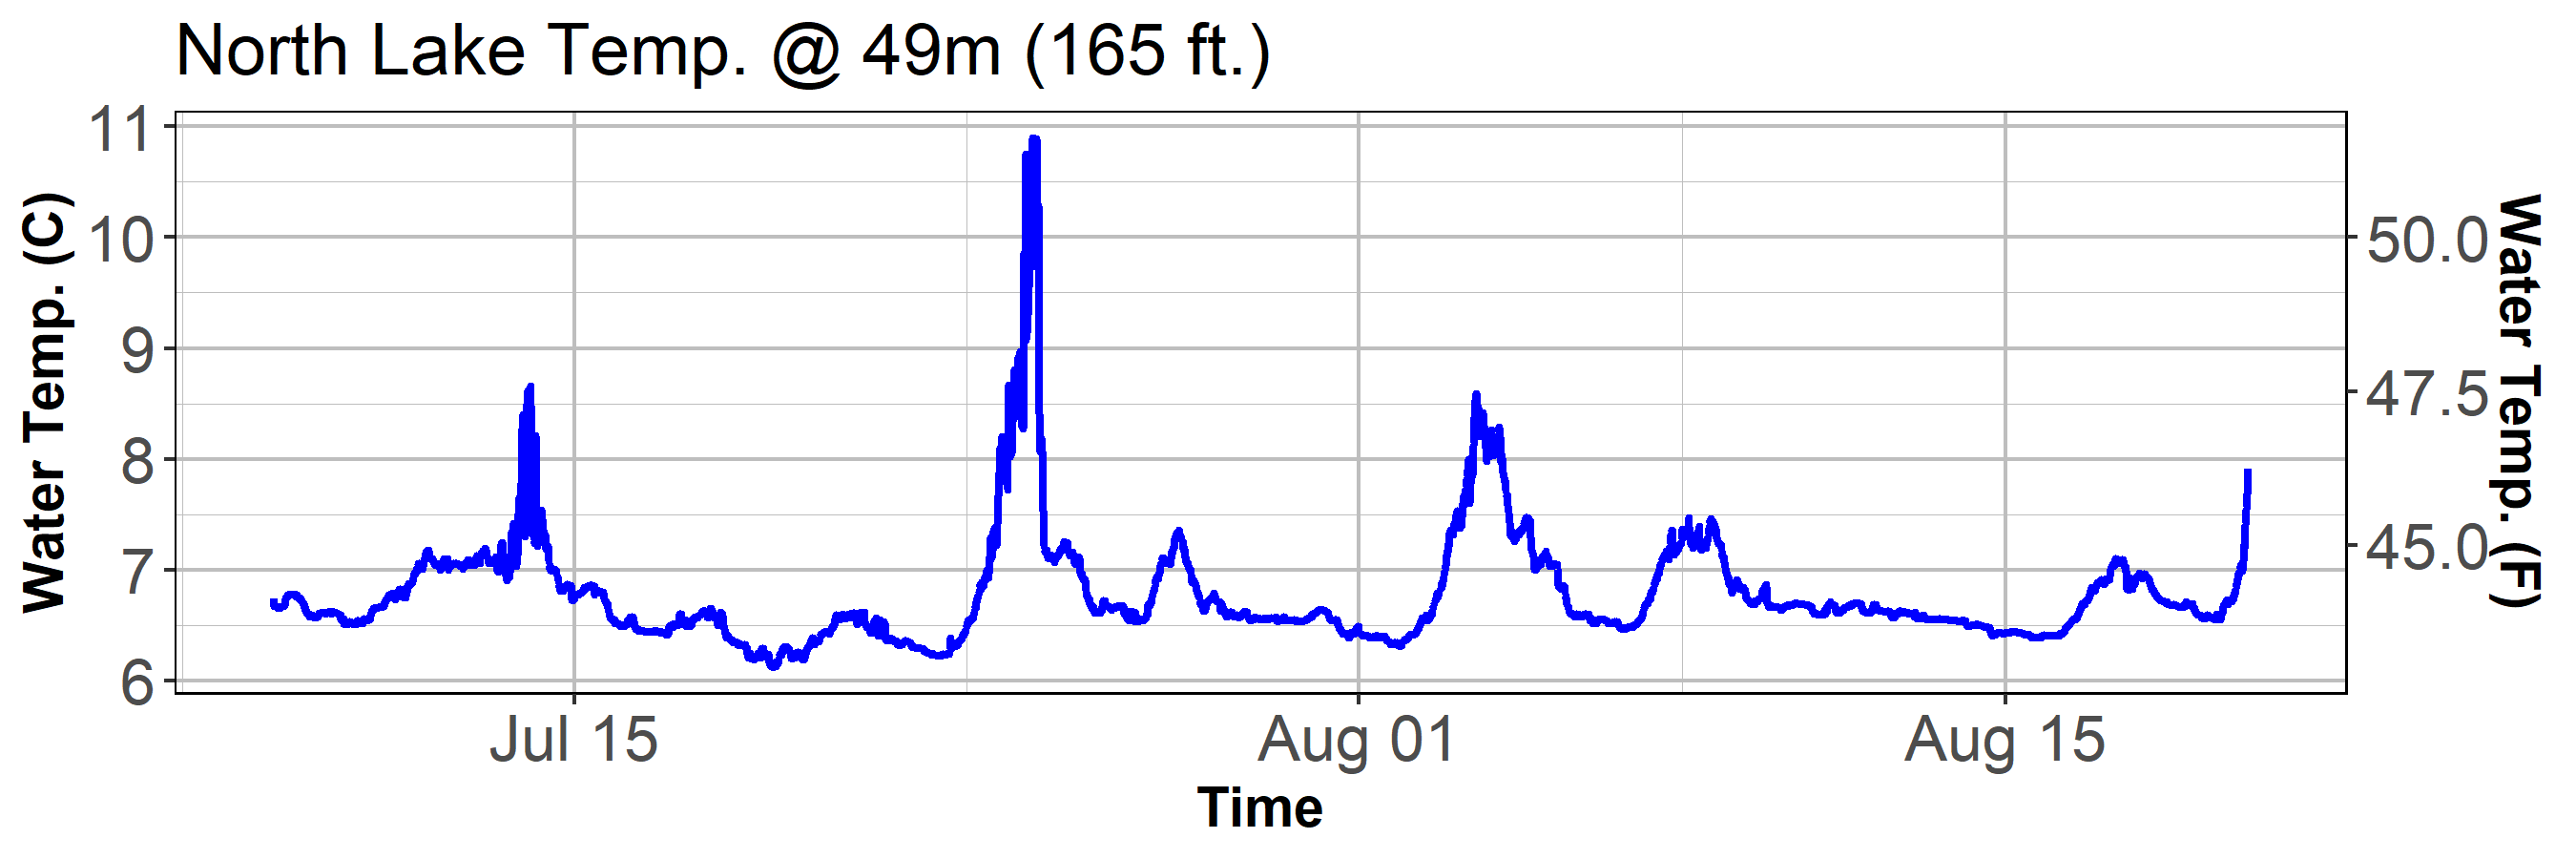 North Lake Temp. @ 49m (165 ft.)
Water Temp. (C)
11
10
9
8
7
6
50.0
47.5
45.0
Water Temp. (F)
Jul 15
Aug 01
Aug 15
Time